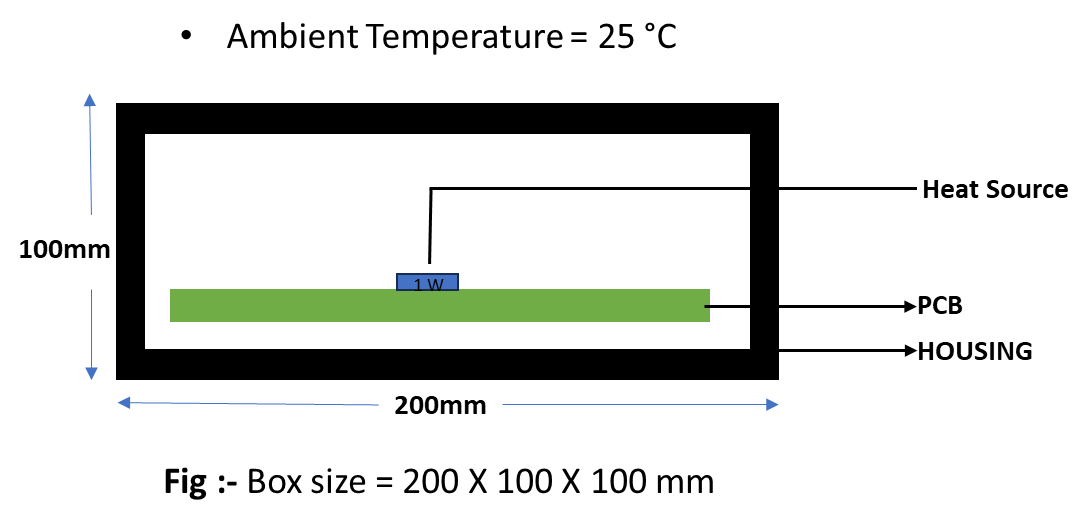 • Ambient Temperature = 25 °C
Heat Source
100mm
1 W
PCB
HOUSING
200mm
Fig :- Box size = 200 X 100 X 100 mm